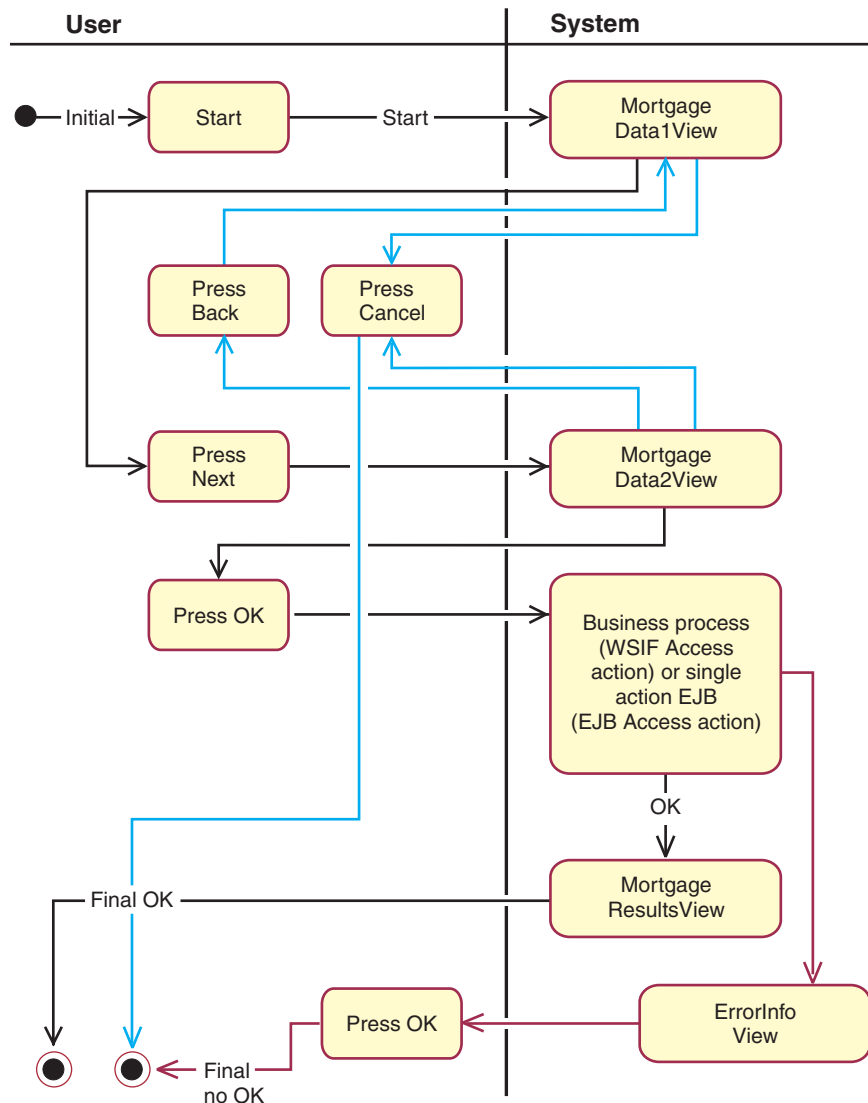 User
System
Initial
Start
Start
Mortgage
Data1View
Press
Back
Press
Cancel
Press
Next
Mortgage
Data2View
Press OK
Business process
(WSIF Access
action) or single
action EJB
(EJB Access action)
OK
Mortgage
ResultsView
Final OK
Press OK
ErrorInfo
View
Final
no OK